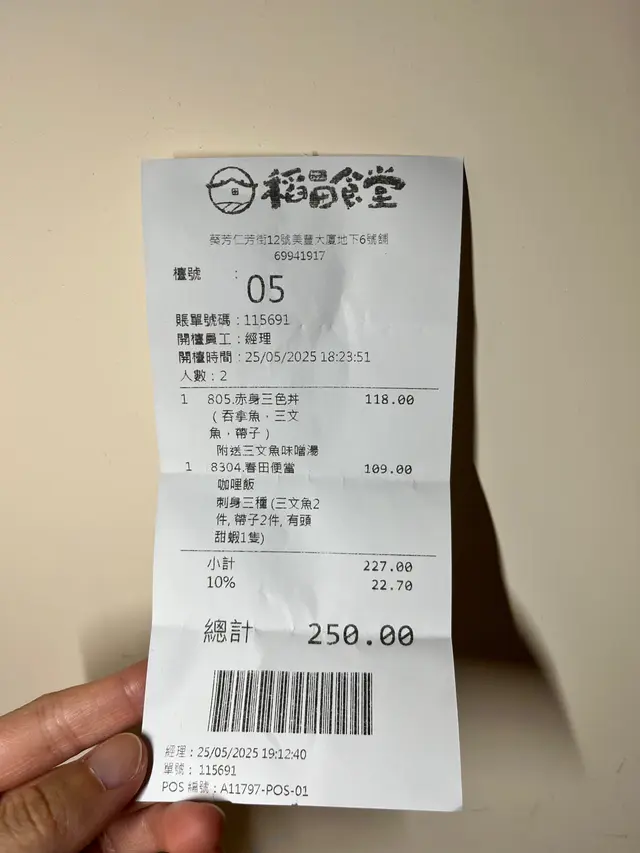 稻田食堂
葵芳仁芳街12號美豐大廈地下6號舖
69941917
檯號 : 05
賬單號碼：115691
開檯員工：經理
開檯時間：25/05/2025 18:23:51
人數：2
1 805.赤身三色丼 118.00
(吞拿魚，三文
魚，帶子)
附送三文魚味噌湯
1 8304.春田便當 109.00
咖哩飯
刺身三種 (三文魚2
件, 帶子2件, 有頭
甜蝦1隻)
小計 227.00
10% 22.70
總計 250.00
經理：25/05/2025 19:12:40
單號： 115691
POS 編號：A11797-POS-01